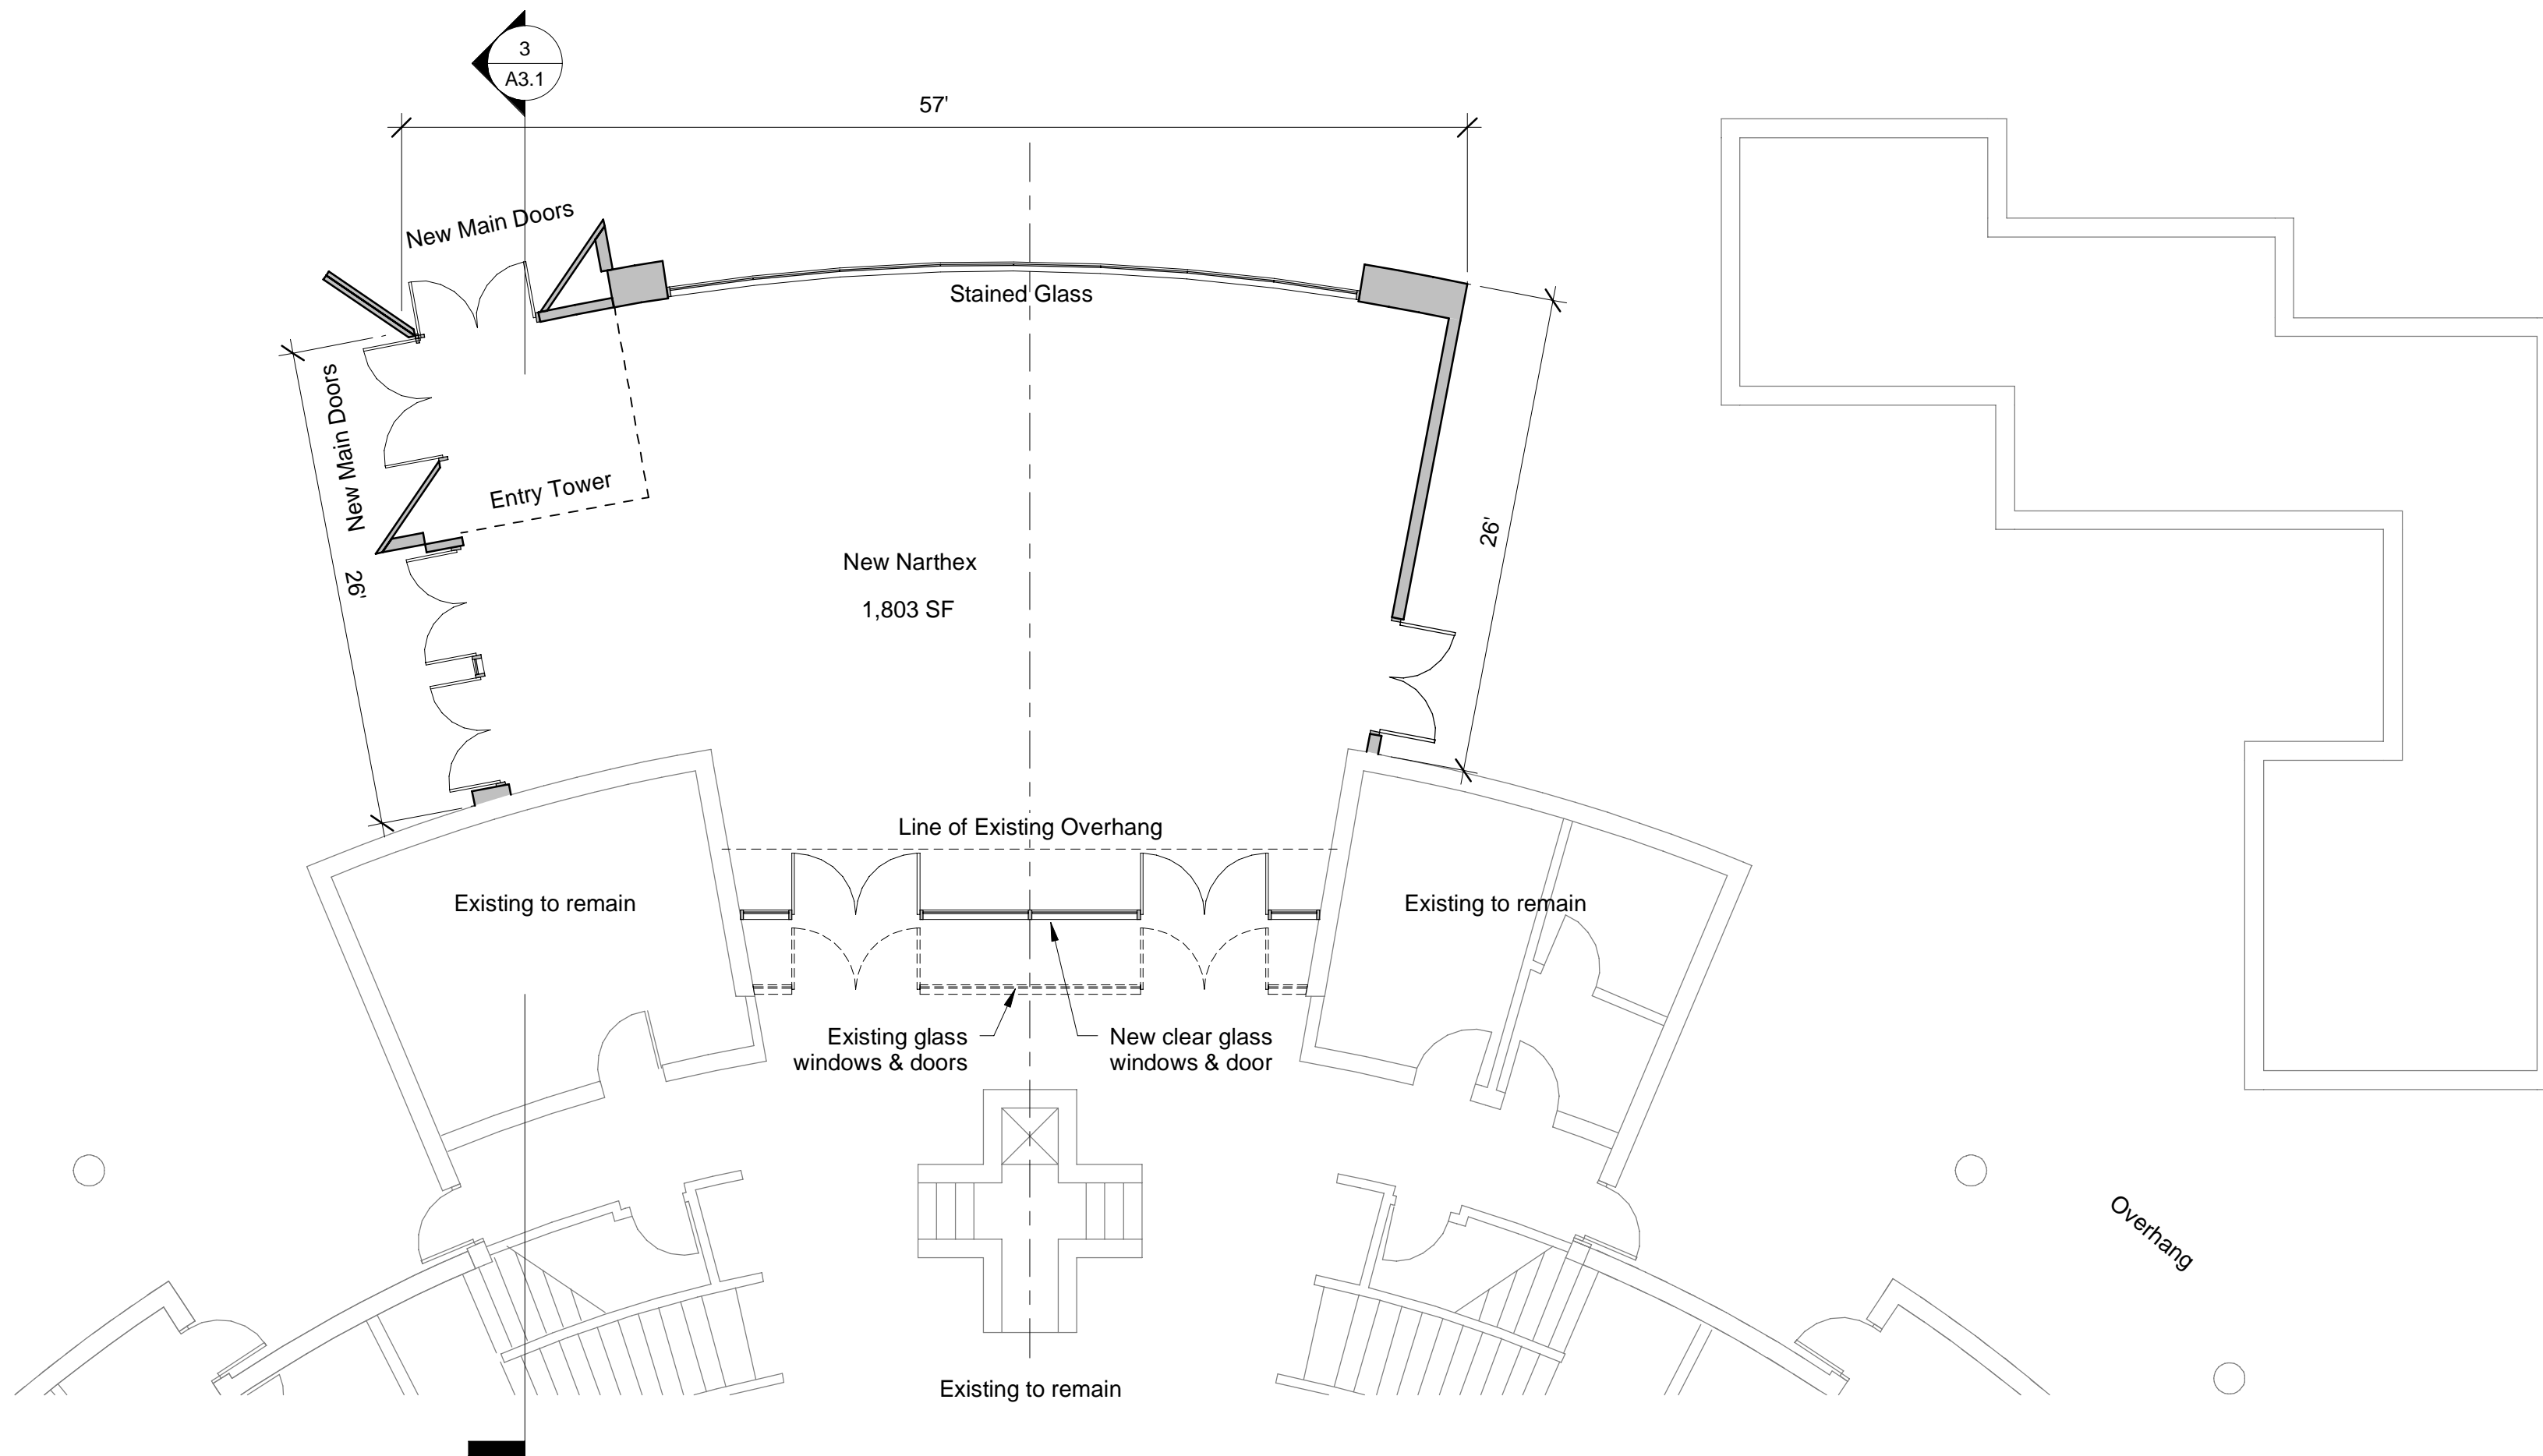 3
A3.1
57'
New Main Doors
Stained Glass
New Main Doors
Entry Tower
26'
26'
New Narthex
1,803 SF
Line of Existing Overhang
Existing to remain
Existing to remain
Existing glass
windows & doors
New clear glass
windows & door
Overhang
Existing to remain